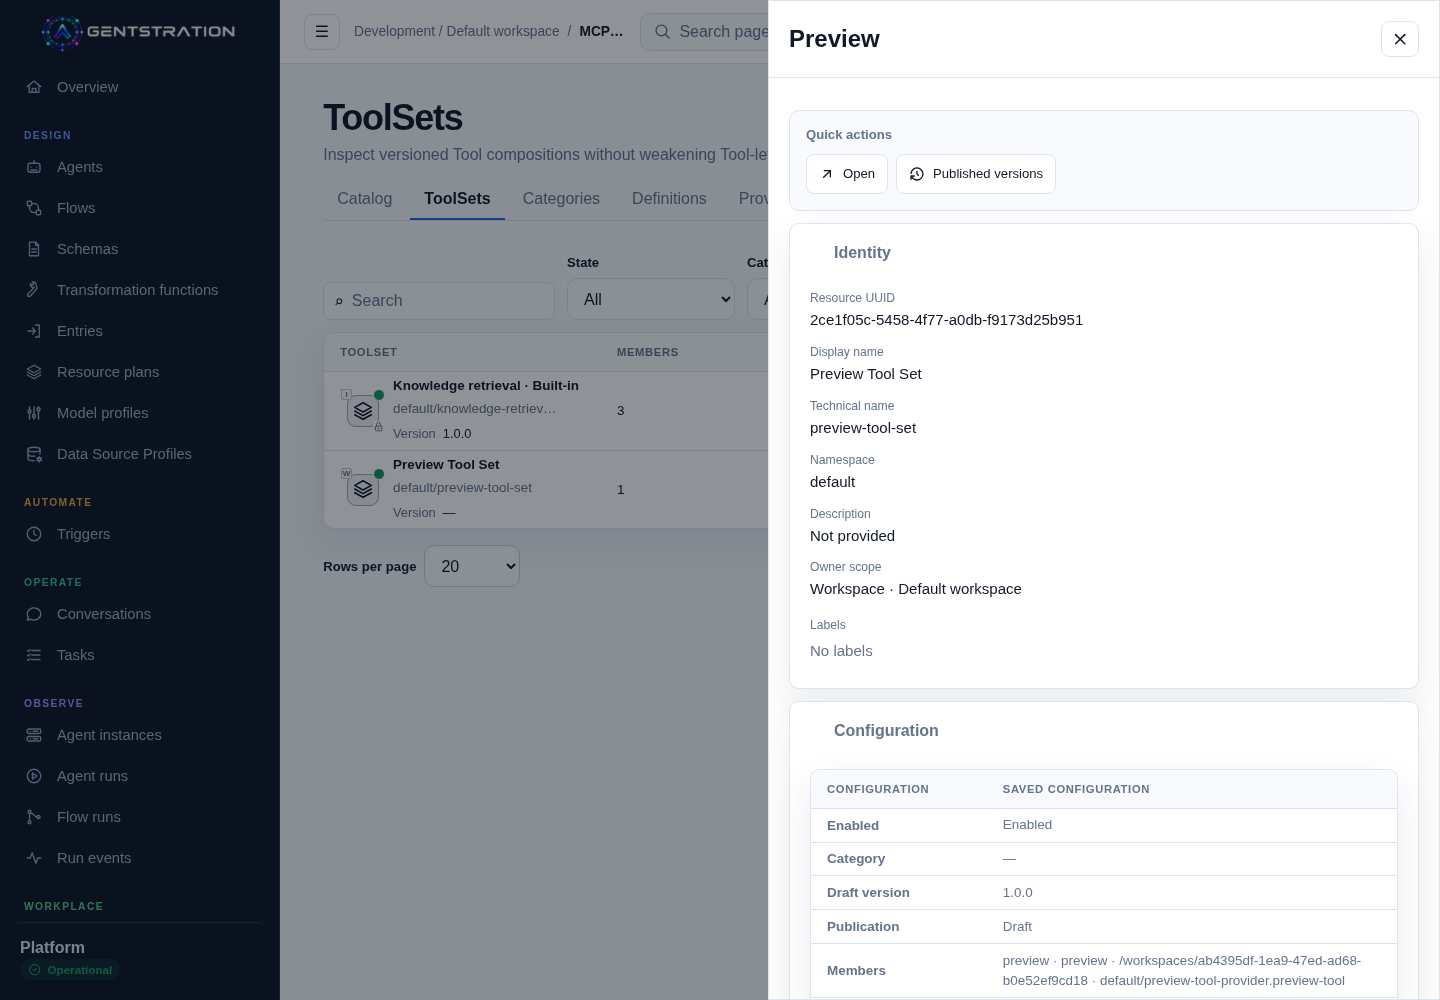 GENTSTRATION
Overview
DESIGN
Agents
Flows
Schemas
Transformation functions
Entries
Resource plans
Model profiles
Data Source Profiles
AUTOMATE
Triggers
OPERATE
Conversations
Tasks
OBSERVE
Agent instances
Agent runs
Flow runs
Run events
WORKPLACE
Platform
Operational
Development / Default workspace / MCP…
Search page
ToolSets
Inspect versioned Tool compositions without weakening Tool-le
Catalog ToolSets Categories Definitions Prov
State
Cat
Search
All
A
TOOLSET MEMBERS
I
Knowledge retrieval · Built-in
default/knowledge-retriev…
Version 1.0.0
3
W
Preview Tool Set
default/preview-tool-set
Version —
1
Rows per page 20
Preview
Quick actions
Open Published versions
Identity
Resource UUID
2ce1f05c-5458-4f77-a0db-f9173d25b951
Display name
Preview Tool Set
Technical name
preview-tool-set
Namespace
default
Description
Not provided
Owner scope
Workspace · Default workspace
Labels
No labels
Configuration
CONFIGURATION SAVED CONFIGURATION
Enabled Enabled
Category —
Draft version 1.0.0
Publication Draft
Members preview · preview · /workspaces/ab4395df-1ea9-47ed-ad68-
b0e52ef9cd18 · default/preview-tool-provider.preview-tool